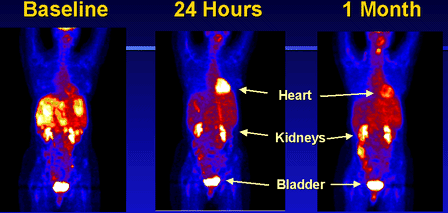 Baseline
24 Hours
1 Month
Heart
Kidneys
Bladder